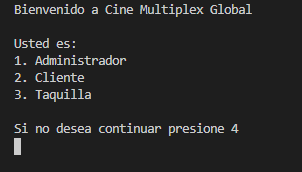 Bienvenido a Cine Multiplex Global
Usted es:
1. Administrador
2. Cliente
3. Taquilla
Si no desea continuar presione 4